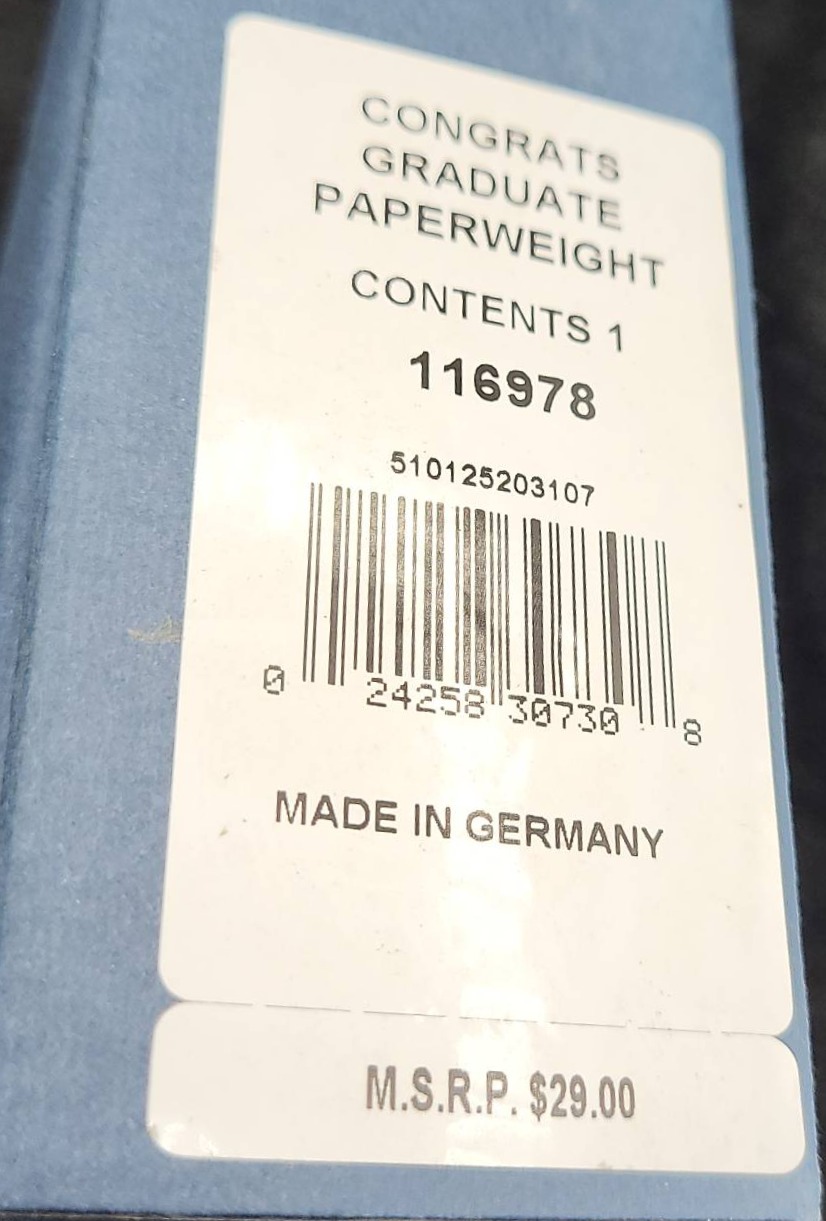 CONGRATS
GRADUATE
PAPERWEIGHT
CONTENTS 1
116978
510125203107
0 24258 30730 8
MADE IN GERMANY
M.S.R.P. $29.00